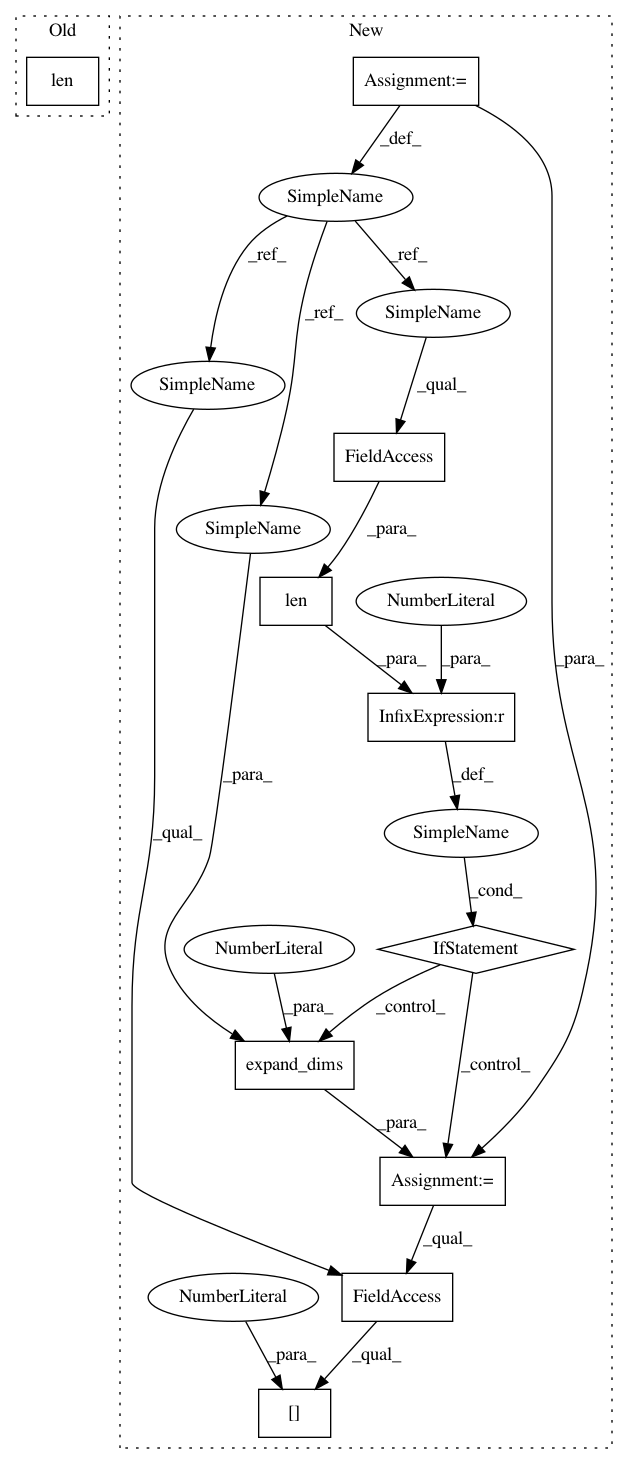 Old
New
len
Assignment:=
_def_
SimpleName
_ref_
_ref_
_ref_
SimpleName
SimpleName
_qual_
FieldAccess
SimpleName
_para_
len
NumberLiteral
_para_
_para_
_para_
InfixExpression:r
_def_
_para_
_qual_
SimpleName
_cond_
NumberLiteral
IfStatement
_para_
_control_
expand_dims
_control_
_para_
Assignment:=
_qual_
NumberLiteral
FieldAccess
_para_
_qual_
[]